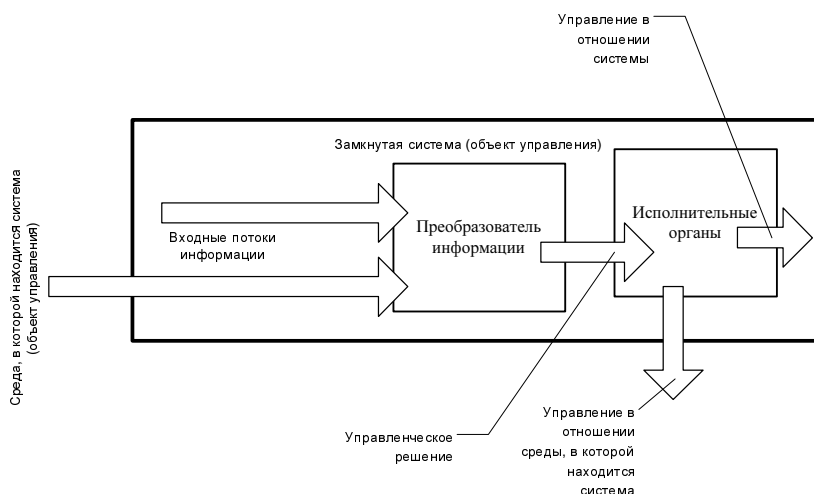 Управление в
отношении
системы
Замкнутая система (объект управления)
Среда, в которой находится система
(объект управления)
Входные потоки
информации
Преобразователь
информации
Исполнительные
органы
Управленческое
решение
Управление в
отношении
среды, в которой
находится
система